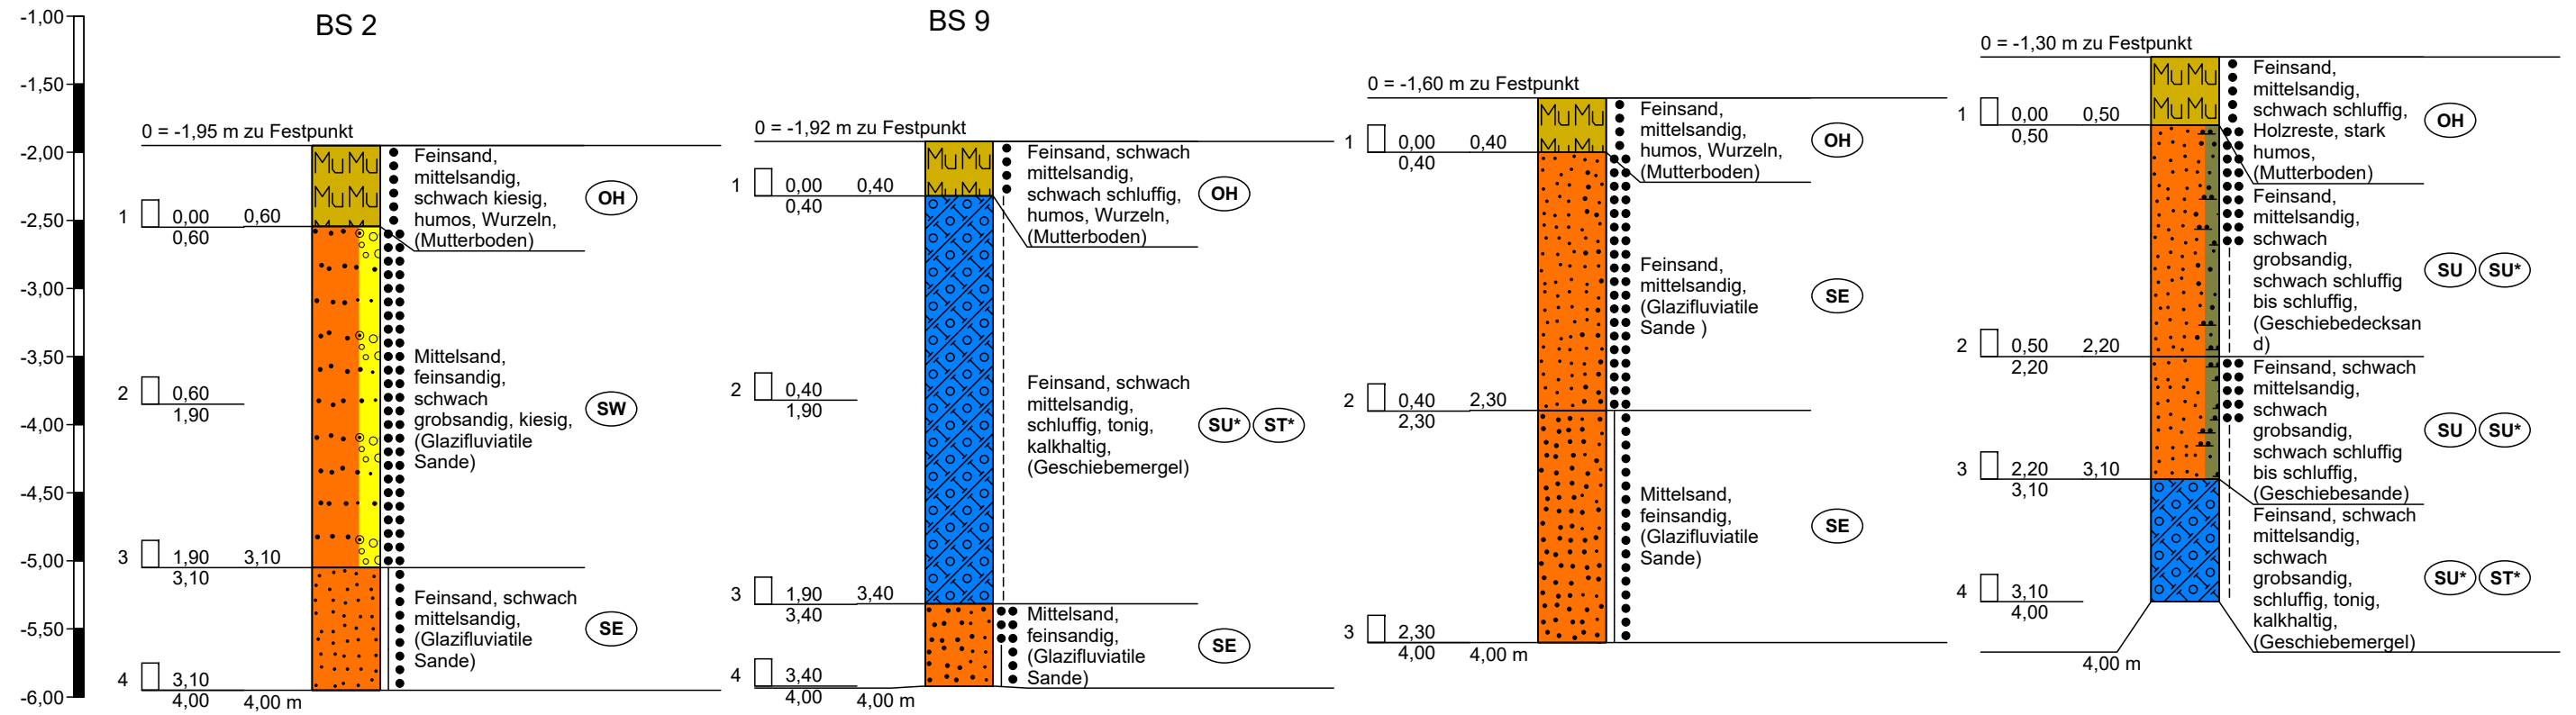 -1,00
-1,50
-2,00
-2,50
-3,00
-3,50
-4,00
-4,50
-5,00
-5,50
-6,00
BS 2
0 = -1,95 m zu Festpunkt
Mu Mu
Mu Mu
1 0,00 0,60
0,60
Feinsand,
mittelsandig,
schwach kiesig,
humos, Wurzeln,
(Mutterboden)
OH
2 0,60
1,90
Mittelsand,
feinsandig,
schwach
grobsandig, kiesig,
(Glazifluviatile
Sande)
SW
3 1,90 3,10
3,10
Feinsand, schwach
mittelsandig,
(Glazifluviatile
Sande)
SE
4 3,10
4,00 4,00 m
BS 9
0 = -1,92 m zu Festpunkt
Mu Mu
Mu Mu
1 0,00 0,40
0,40
Feinsand, schwach
mittelsandig,
schwach schluffig,
humos, Wurzeln,
(Mutterboden)
OH
2 0,40
1,90
Feinsand, schwach
mittelsandig,
schluffig, tonig,
kalkhaltig,
(Geschiebemergel)
SU* ST*
3 1,90 3,40
3,40
Mittelsand,
feinsandig,
(Glazifluviatile
Sande)
SE
4 3,40
4,00 4,00 m
0 = -1,60 m zu Festpunkt
Mu Mu
Mu Mu
1 0,00 0,40
0,40
Feinsand,
mittelsandig,
humos, Wurzeln,
(Mutterboden)
OH
Feinsand,
mittelsandig,
(Glazifluviatile
Sande )
SE
2 0,40 2,30
2,30
Mittelsand,
feinsandig,
(Glazifluviatile
Sande)
SE
3 2,30
4,00 4,00 m
0 = -1,30 m zu Festpunkt
Mu Mu
Mu Mu
1 0,00 0,50
0,50
Feinsand,
mittelsandig,
schwach schluffig,
Holzreste, stark
humos,
(Mutterboden)
OH
Feinsand,
mittelsandig,
schwach
grobsandig,
schwach schluffig
bis schluffig,
(Geschiebedecksan
d)
SU SU*
2 0,50 2,20
2,20
Feinsand, schwach
mittelsandig,
schwach
grobsandig,
schwach schluffig
bis schluffig,
(Geschiebesande)
SU SU*
3 2,20 3,10
3,10
Feinsand, schwach
mittelsandig,
schwach
grobsandig,
schluffig, tonig,
kalkhaltig,
(Geschiebemergel)
SU* ST*
4 3,10
4,00
4,00 m